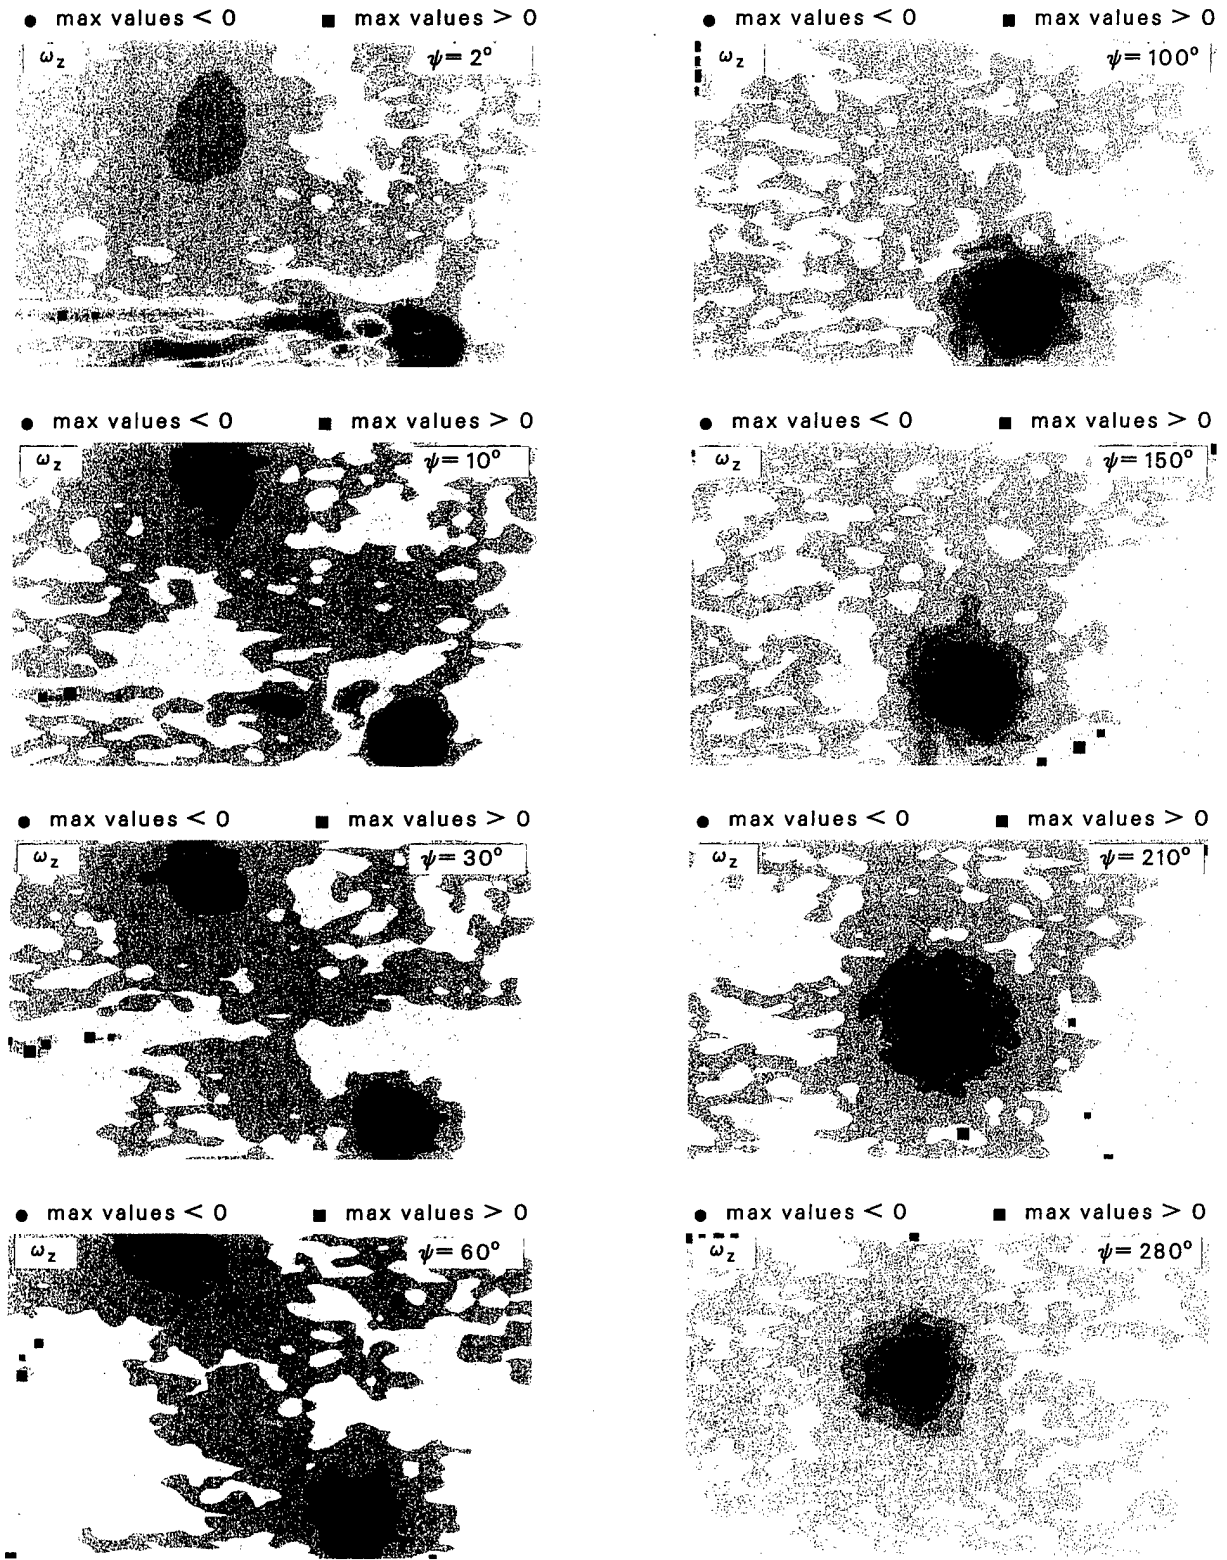 ● max values < 0 ■ max values > 0
ω_z ψ = 2°
● max values < 0 ■ max values > 0
ω_z ψ = 100°
● max values < 0 ■ max values > 0
ω_z ψ = 10°
● max values < 0 ■ max values > 0
ω_z ψ = 150°
● max values < 0 ■ max values > 0
ω_z ψ = 30°
● max values < 0 ■ max values > 0
ω_z ψ = 210°
● max values < 0 ■ max values > 0
ω_z ψ = 60°
● max values < 0 ■ max values > 0
ω_z ψ = 280°